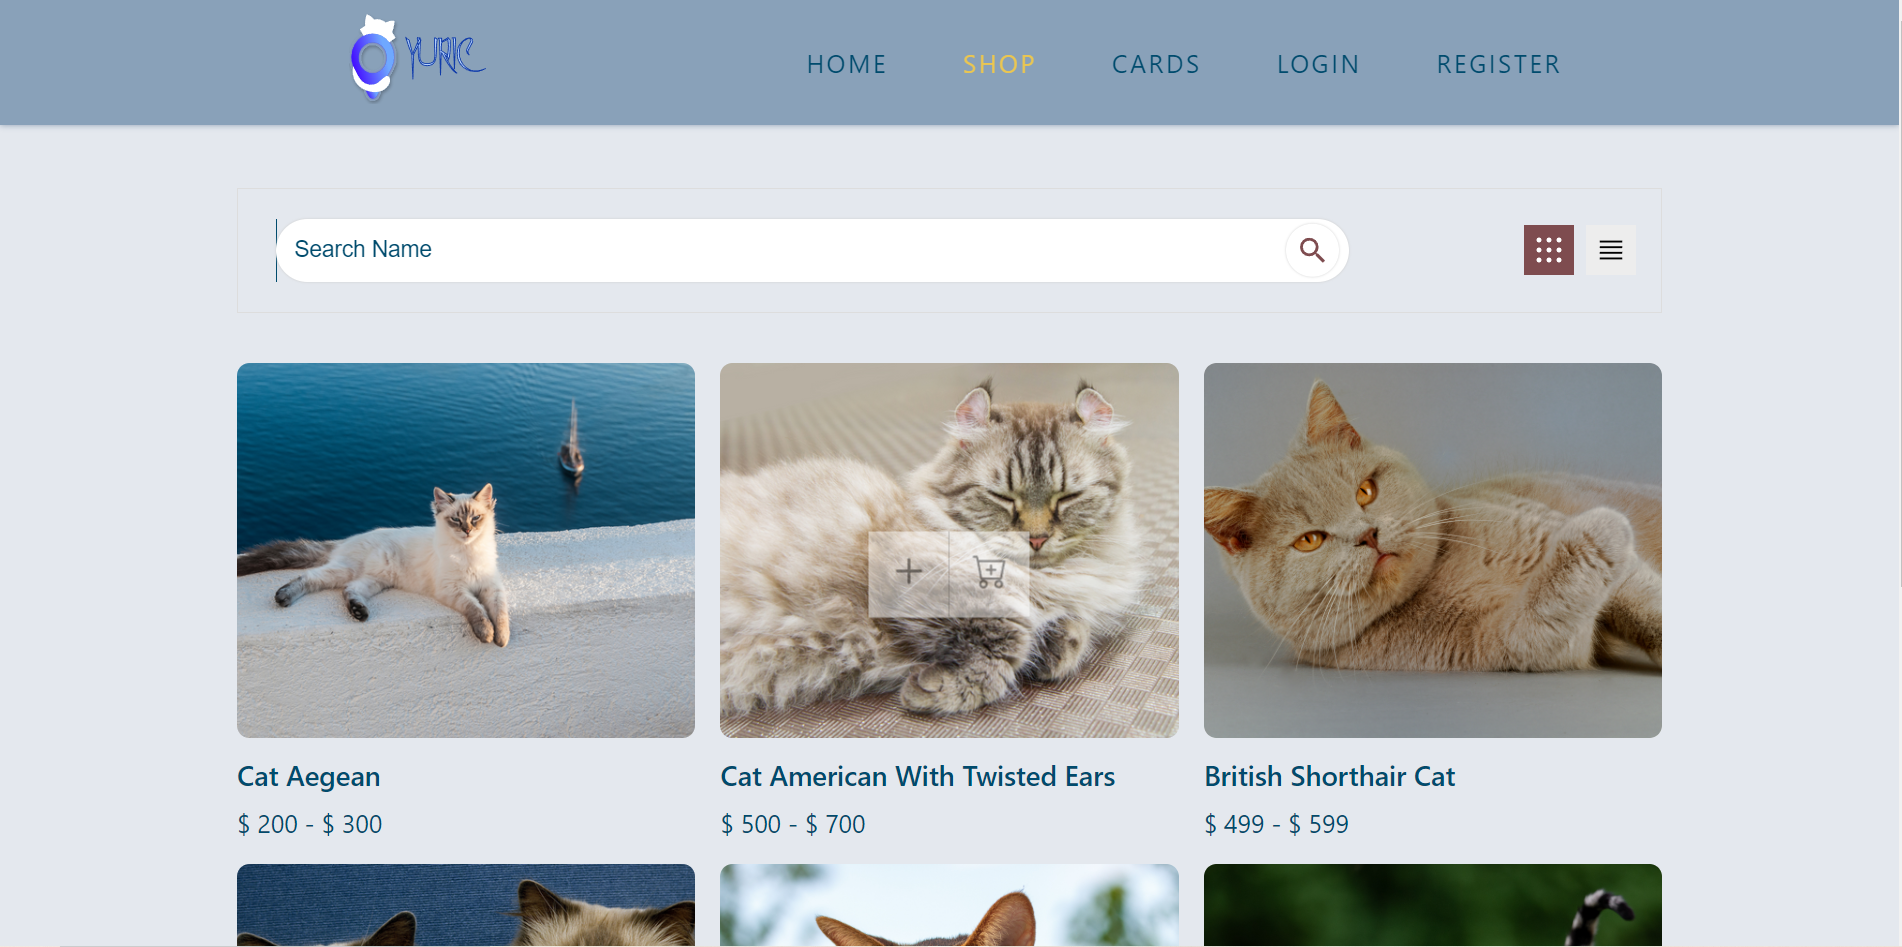 YURIC
HOME SHOP CARDS LOGIN REGISTER
Search Name
Cat Aegean
$ 200 - $ 300
Cat American With Twisted Ears
$ 500 - $ 700
British Shorthair Cat
$ 499 - $ 599